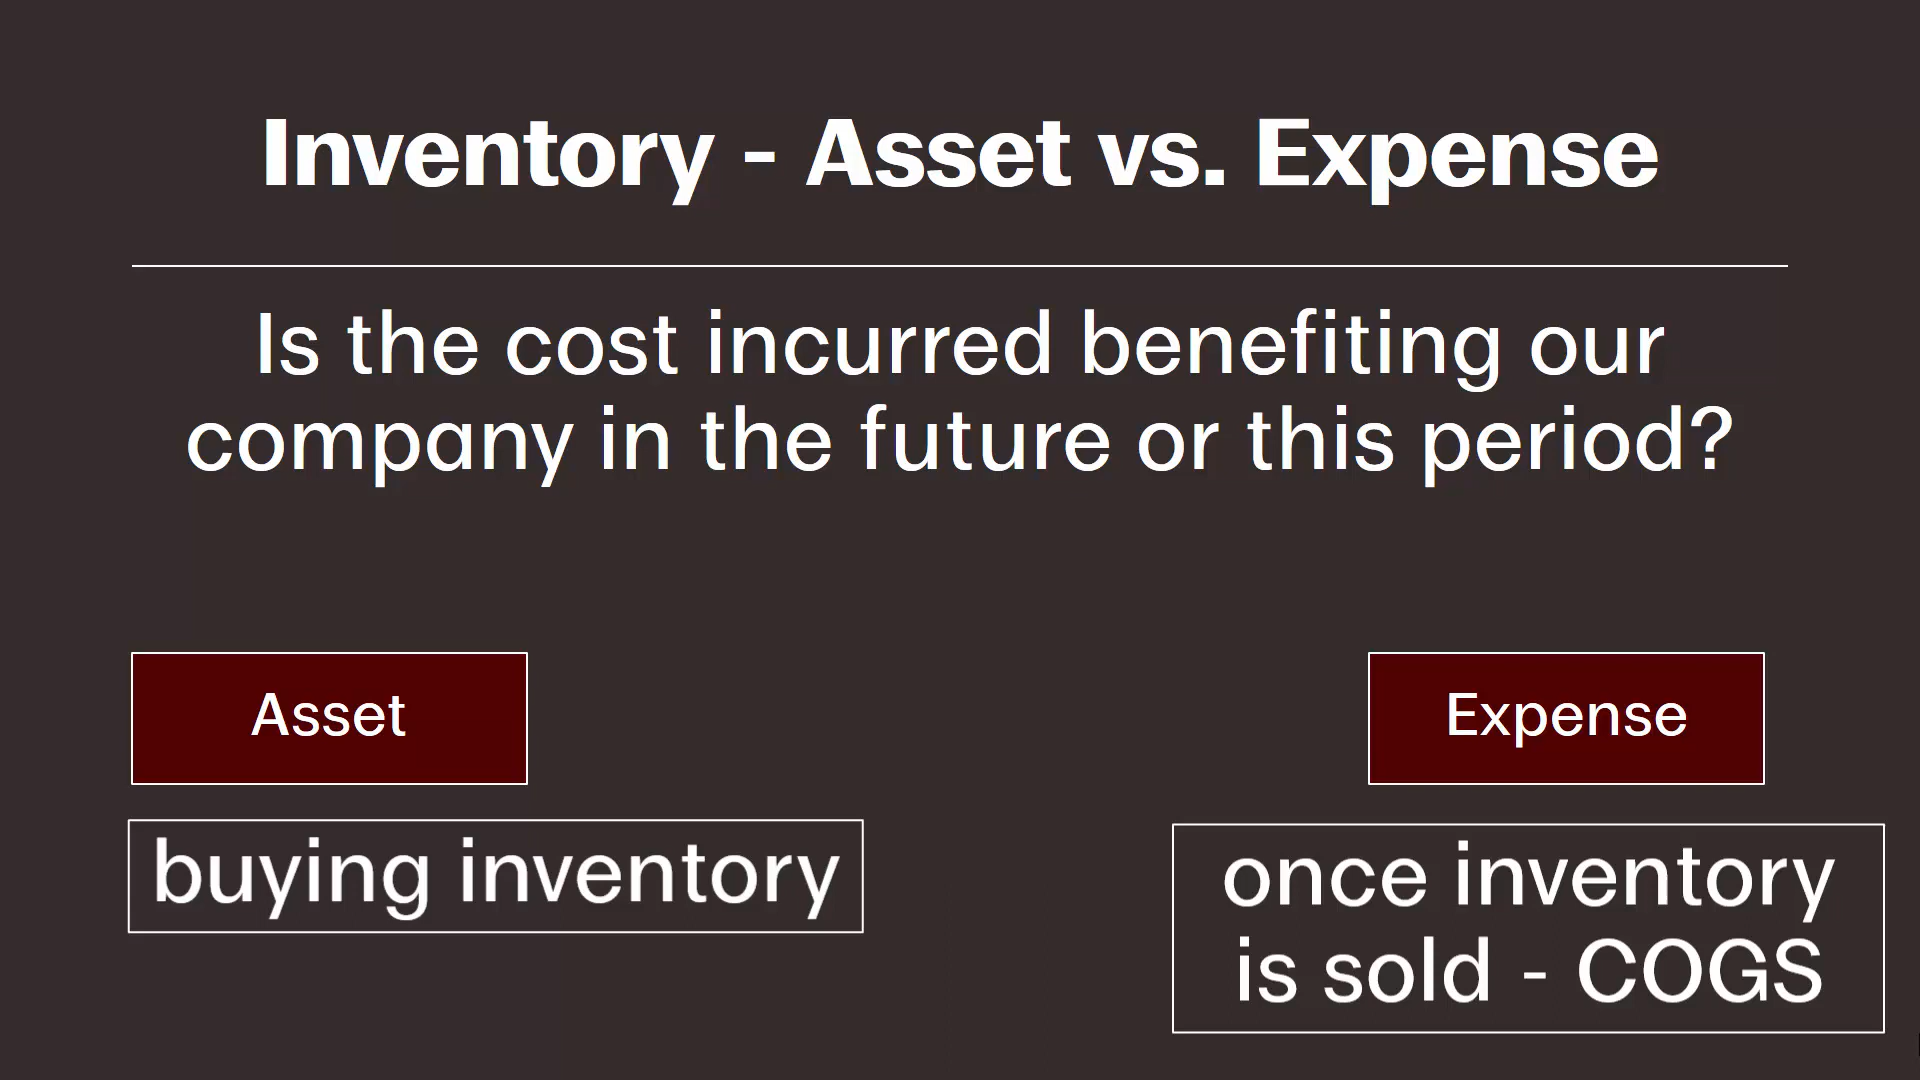 Inventory - Asset vs. Expense
Is the cost incurred benefiting our
company in the future or this period?
Asset
Expense
buying inventory
once inventory
is sold - COGS